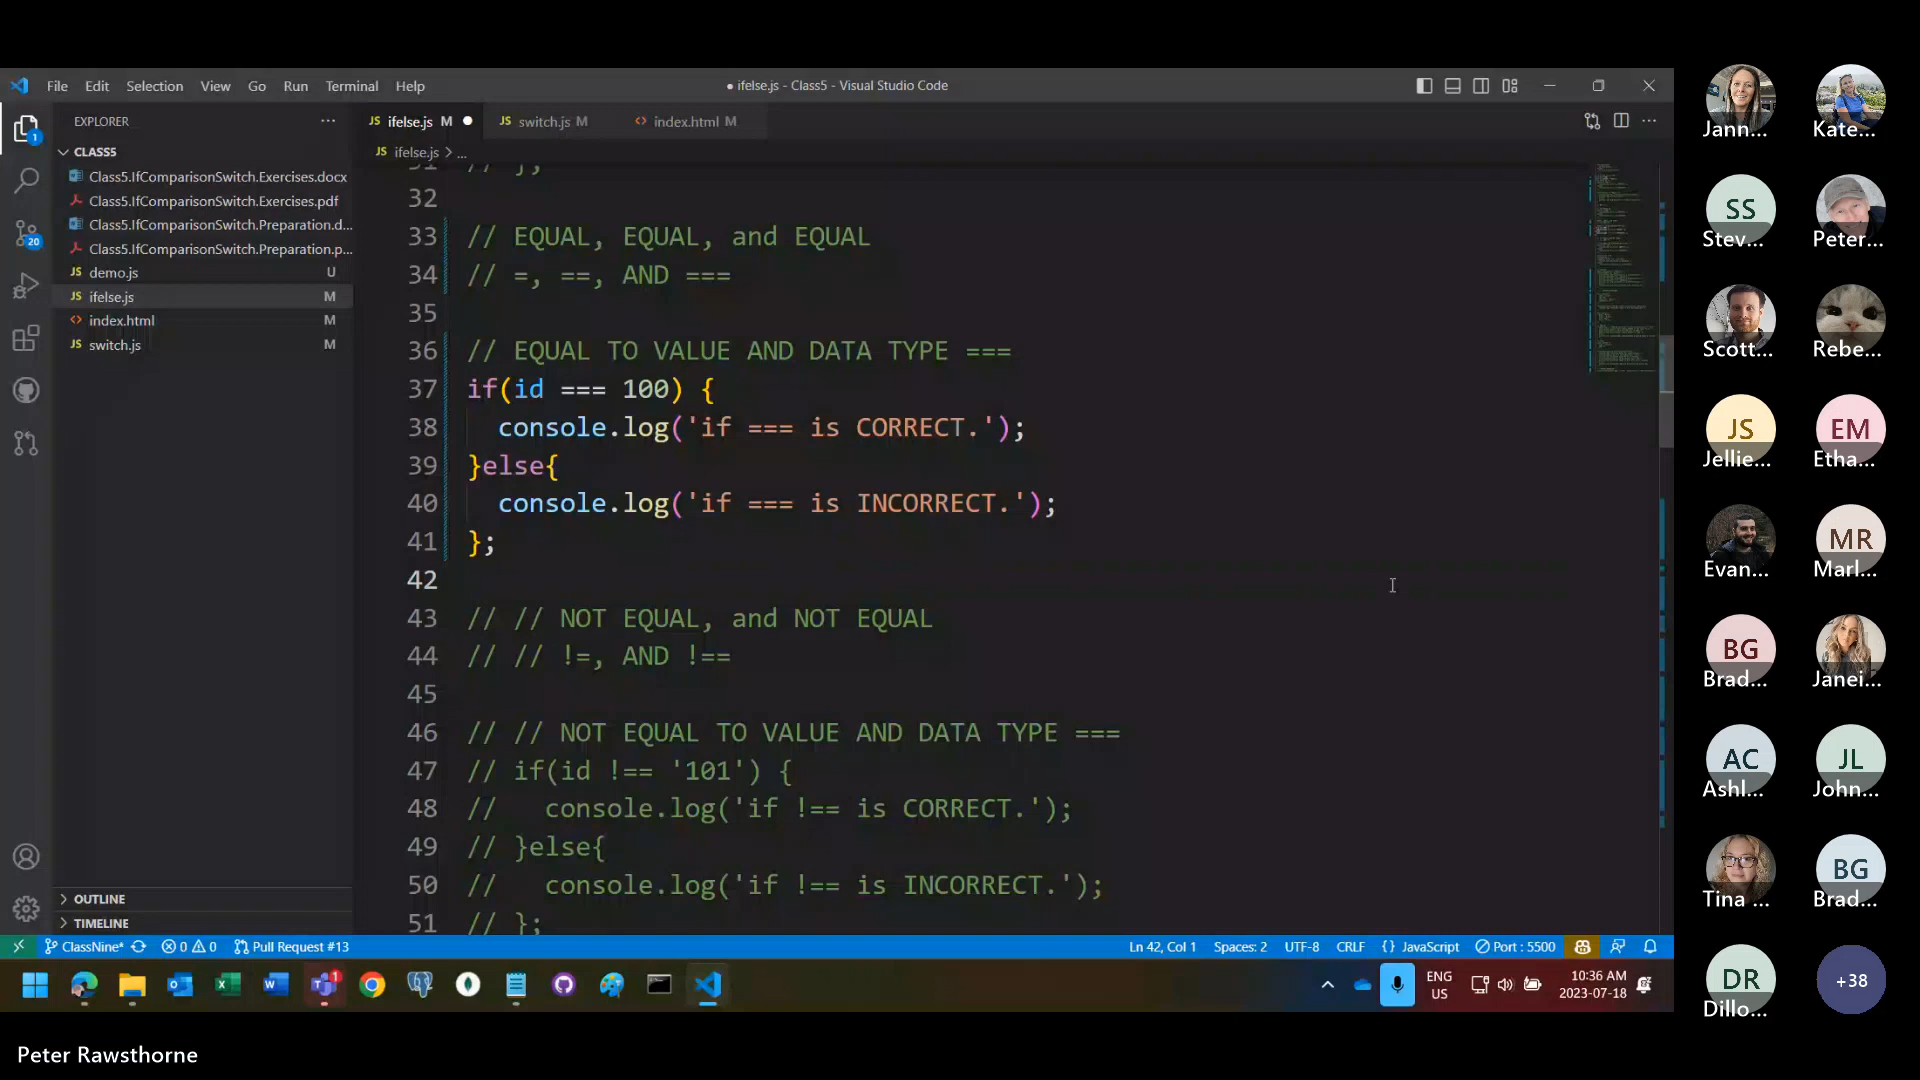 File Edit Selection View Go Run Terminal Help
● ifelse.js - Class5 - Visual Studio Code
EXPLORER ···
CLASS5
Class5.IfComparisonSwitch.Exercises.docx
Class5.IfComparisonSwitch.Exercises.pdf
Class5.IfComparisonSwitch.Preparation.d...
Class5.IfComparisonSwitch.Preparation.p...
JS demo.js U
JS ifelse.js M
<> index.html M
JS switch.js M
OUTLINE
TIMELINE
1
20
JS ifelse.js M ●
JS switch.js M
<> index.html M
JS ifelse.js > ...
32
33 // EQUAL, EQUAL, and EQUAL
34 // =, ==, AND ===
35
36 // EQUAL TO VALUE AND DATA TYPE ===
37 if(id === 100) {
38 console.log('if === is CORRECT.');
39 }else{
40 console.log('if === is INCORRECT.');
41 };
42
43 // // NOT EQUAL, and NOT EQUAL
44 // // !=, AND !==
45
46 // // NOT EQUAL TO VALUE AND DATA TYPE ===
47 // if(id !== '101') {
48 // console.log('if !== is CORRECT.');
49 // }else{
50 // console.log('if !== is INCORRECT.');
51 // };
ClassNine* 0 0 Pull Request #13
Ln 42, Col 1 Spaces: 2 UTF-8 CRLF {} JavaScript Port : 5500
1
ENG
US
10:36 AM
2023-07-18
Peter Rawsthorne
Jann...
Kate...
SS
Stev...
Peter...
Scott...
Rebe...
JS
Jellie...
EM
Etha...
Evan...
MR
Marl...
BG
Brad...
Janei...
AC
Ashl...
JL
John...
Tina ...
BG
Brad...
DR
Dillo...
+38